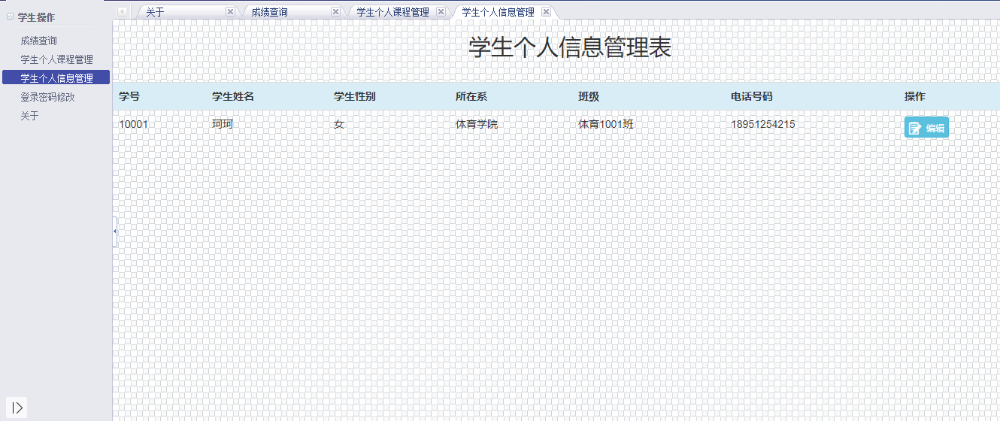 学生操作
成绩查询
学生个人课程管理
学生个人信息管理
登录密码修改
关于
关于 成绩查询 学生个人课程管理 学生个人信息管理
学生个人信息管理表
学号 学生姓名 学生性别 所在系 班级 电话号码 操作
10001 珂珂 女 体育学院 体育1001班 18951254215 编辑